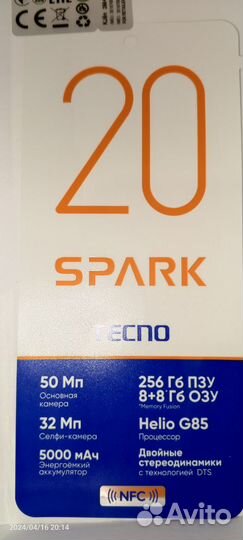 20
SPARK
TECNO
50 Мп
Основная
камера
32 Мп
Селфи-камера
5000 мАч
Энергоёмкий
аккумулятор
256 Гб ПЗУ
8+8 Гб ОЗУ
*Memory Fusion
Helio G85
Процессор
Двойные
стереодинамики
с технологией DTS
((( NFC )))
2024/04/16 20:14
Avito